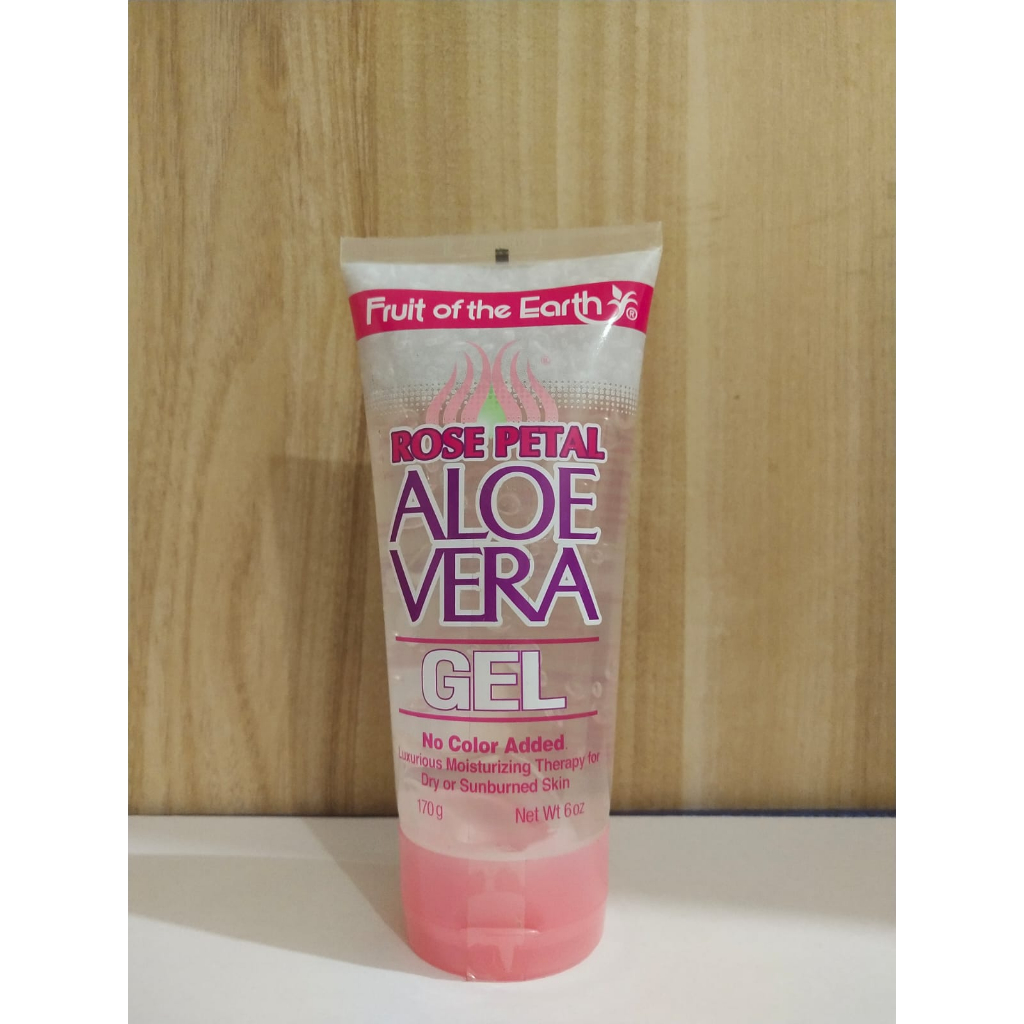 Fruit of the Earth ®
ROSE PETAL
ALOE
VERA
GEL
No Color Added
Luxurious Moisturizing Therapy for
Dry or Sunburned Skin
170g Net Wt 6oz